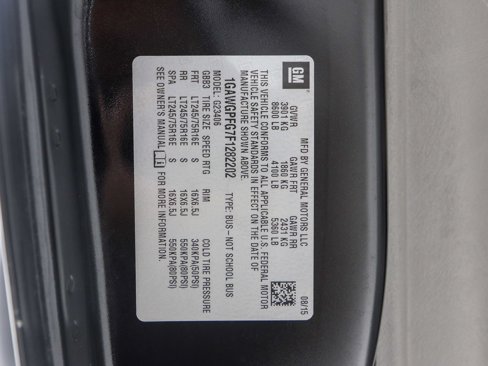 GM
MFD BY GENERAL MOTORS LLC
08/15
GVWR GAWR FRT GAWR RR
3901 KG 1860 KG 2431 KG
8600 LB 4100 LB 5360 LB
THIS VEHICLE CONFORMS TO ALL APPLICABLE U.S. FEDERAL MOTOR
VEHICLE SAFETY STANDARDS IN EFFECT ON THE DATE OF
MANUFACTURE SHOWN ABOVE.
1GAWGPFG7F1282202 TYPE: BUS–NOT SCHOOL BUS
MODEL: G23406
GBB3 TIRE SIZE SPEED RTG RIM COLD TIRE PRESSURE
FRT LT245/75R16E S 16X6.5J 340KPA(50PSI)
RR LT245/75R16E S 16X6.5J 550KPA(80PSI)
SPA LT245/75R16E S 16X6.5J 550KPA(80PSI)
SEE OWNER'S MANUAL FOR MORE INFORMATION.